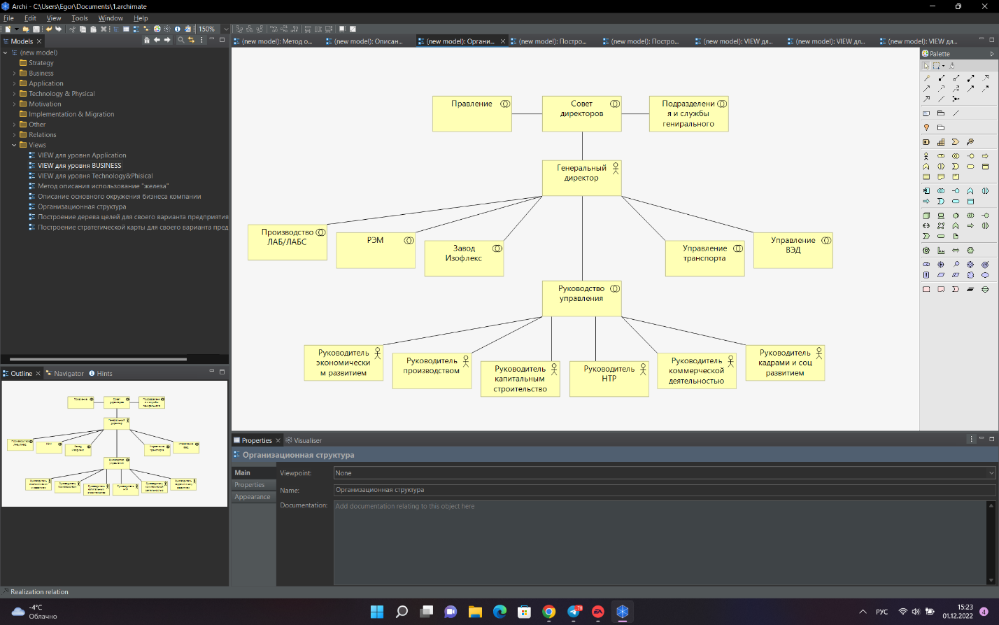 Archi - C:\Users\Egor\Documents\1.archimate
File Edit View Tools Window Help
150%
Models
(new model): Метод о...
(new model): Описан...
(new model): Органи...
(new model): Постро...
(new model): Постро...
(new model): VIEW дл...
(new model): VIEW дл...
(new model): VIEW дл...
(new model)
Strategy
Business
Application
Technology & Physical
Motivation
Implementation & Migration
Other
Relations
Views
VIEW для уровня Application
VIEW для уровня BUSINESS
VIEW для уровня Technology&Phisical
Метод описания использование "железа"
Описание основного окружения бизнеса компании
Организационная структура
Построение дерева целей для своего варианта предприятия
Построение стратегической карты для своего варианта пред
Palette
Правление
Совет
директоров
Подразделени
я и службы
генирального
Генеральный
директор
Производство
ЛАБ/ЛАБС
РЭМ
Завод
Изофлекс
Управление
транспорта
Управление
ВЭД
Руководство
управления
Руководитель
экономически
м развитием
Руководитель
производством
Руководитель
капитальным
строительство
Руководитель
НТР
Руководитель
коммерческой
деятельностью
Руководитель
кадрами и соц
развитием
Outline
Navigator
Hints
Properties
Visualiser
Организационная структура
Main
Properties
Appearance
Viewpoint:
None
Name:
Организационная структура
Documentation:
Add documentation relating to this object here
Realization relation
-4°C
Облачно
78
РУС
15:23
01.12.2022
4